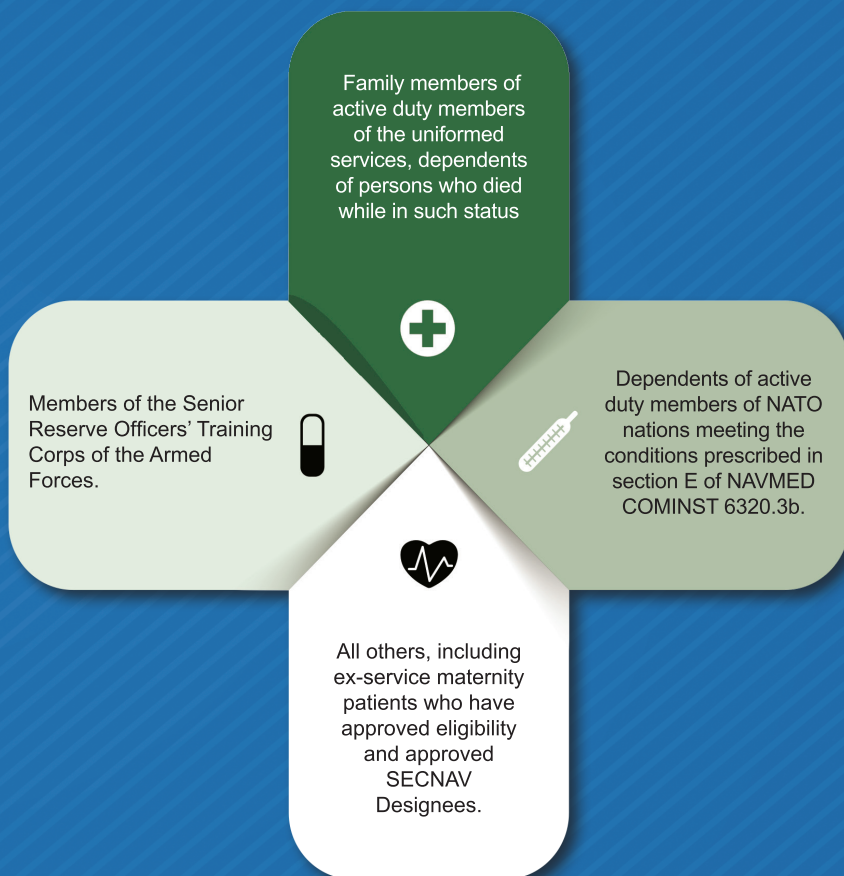 Family members of
active duty members
of the uniformed
services, dependents
of persons who died
while in such status
Members of the Senior
Reserve Officers’ Training
Corps of the Armed
Forces.
Dependents of active
duty members of NATO
nations meeting the
conditions prescribed in
section E of NAVMED
COMINST 6320.3b.
All others, including
ex-service maternity
patients who have
approved eligibility
and approved
SECNAV
Designees.